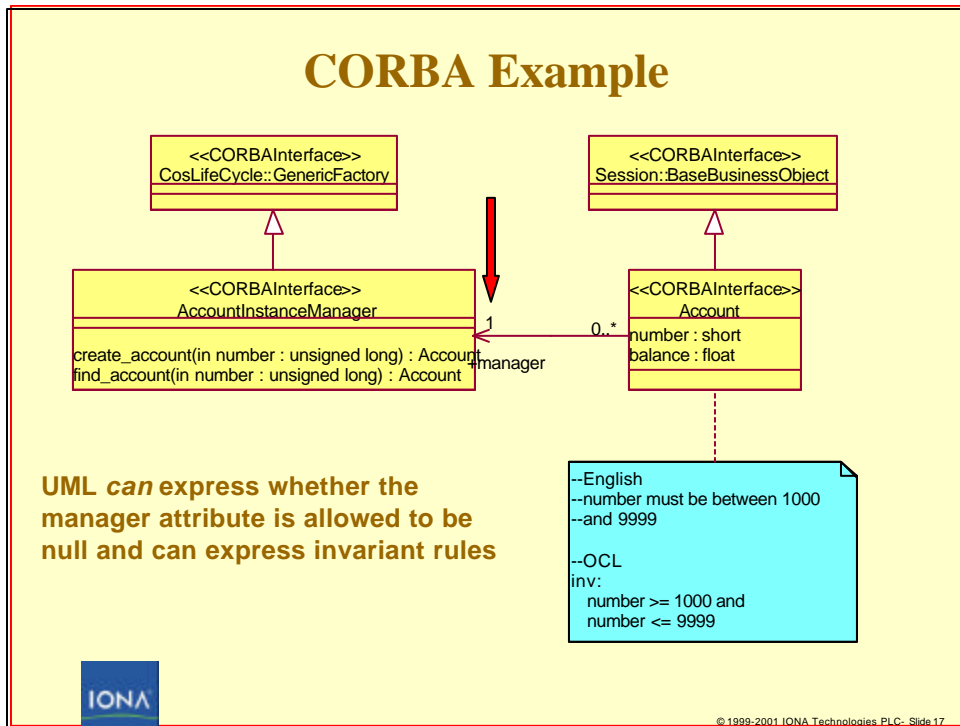 CORBA Example
<<CORBAInterface>>
CosLifeCycle::GenericFactory
<<CORBAInterface>>
Session::BaseBusinessObject
<<CORBAInterface>>
AccountInstanceManager
create_account(in number : unsigned long) : Account
find_account(in number : unsigned long) : Account
1
+manager
0..*
<<CORBAInterface>>
Account
number : short
balance : float
UML can express whether the
manager attribute is allowed to be
null and can express invariant rules
--English
--number must be between 1000
--and 9999
--OCL
inv:
number >= 1000 and
number <= 9999
IONA
© 1999-2001 IONA Technologies PLC- Slide 17